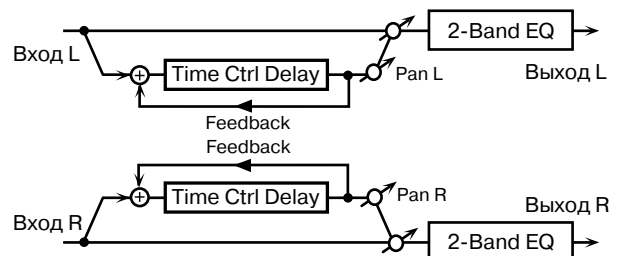 2-Band EQ
Вход L
Time Ctrl Delay
Pan L
Выход L
Feedback
Feedback
Time Ctrl Delay
Pan R
Выход R
Вход R
2-Band EQ